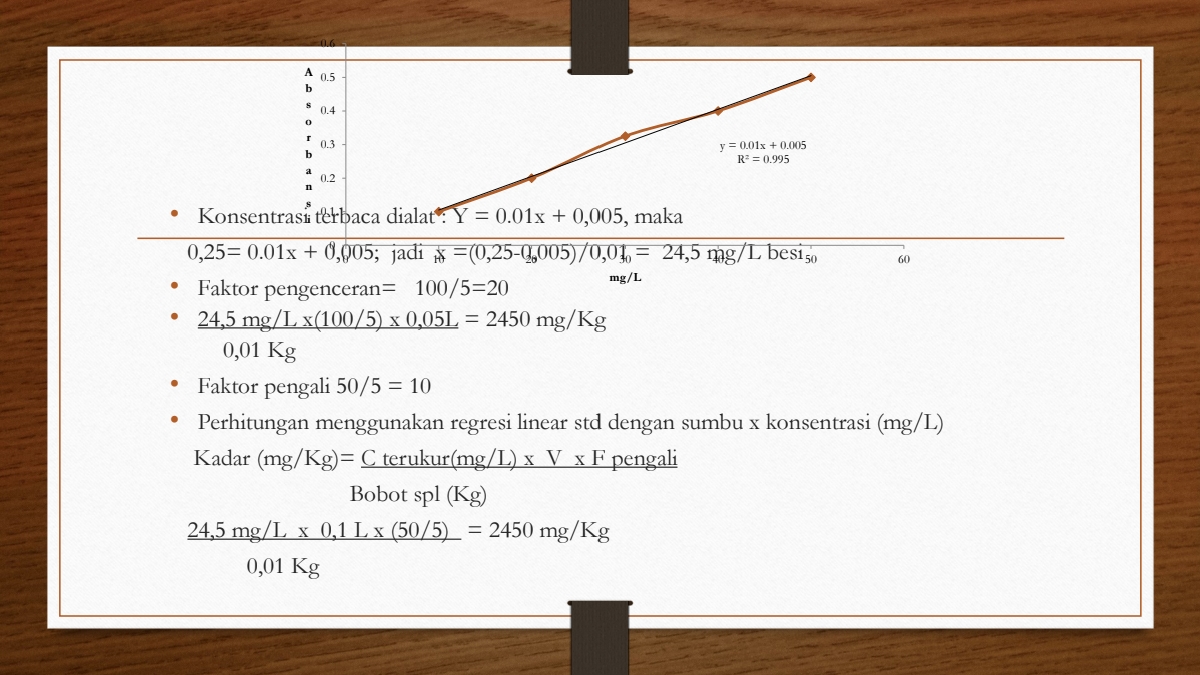 0.6
0.5
0.4
0.3
0.2
0.1
0
Absorbans
y = 0.01x + 0.005
R² = 0.995
0 10 20 30 40 50 60
mg/L
• Konsentrasi terbaca dialat : Y = 0.01x + 0,005, maka
0,25= 0.01x + 0,005; jadi x =(0,25-0,005)/0,01 = 24,5 mg/L besi
• Faktor pengenceran= 100/5=20
• 24,5 mg/L x(100/5) x 0,05L = 2450 mg/Kg
0,01 Kg
• Faktor pengali 50/5 = 10
• Perhitungan menggunakan regresi linear std dengan sumbu x konsentrasi (mg/L)
Kadar (mg/Kg)= C terukur(mg/L) x V x F pengali
Bobot spl (Kg)
24,5 mg/L x 0,1 L x (50/5) = 2450 mg/Kg
0,01 Kg